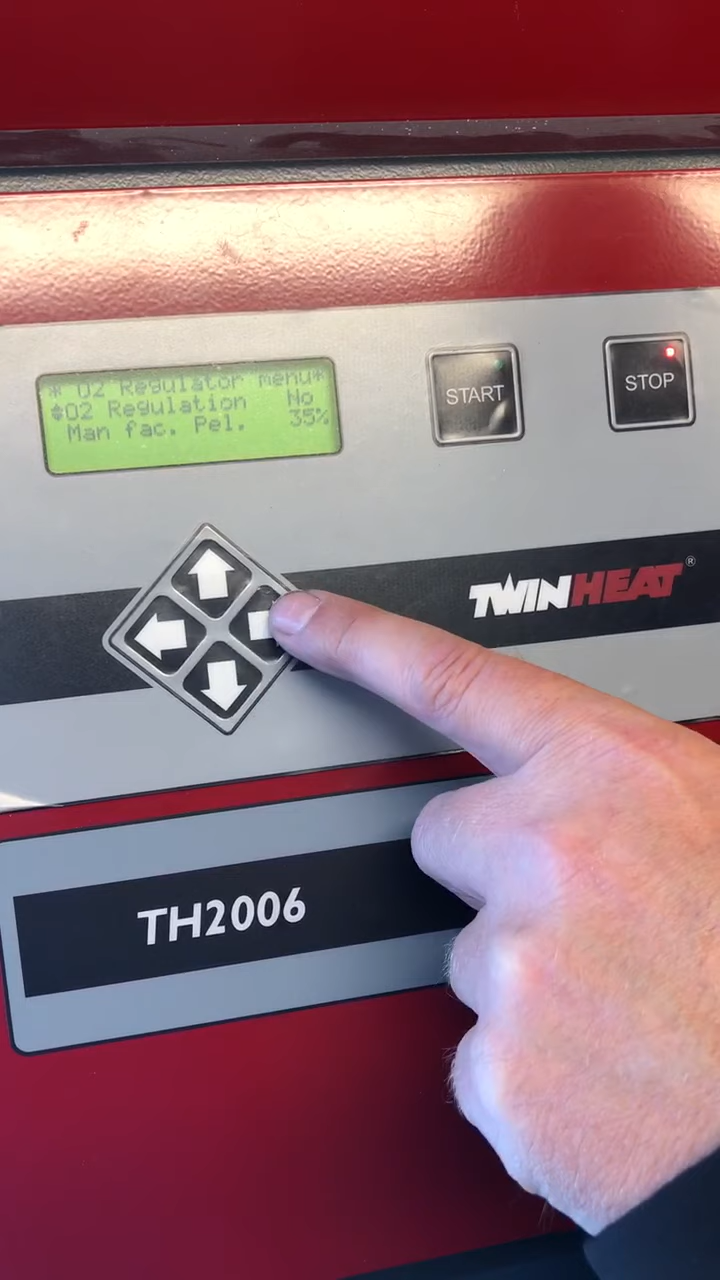 * O2 Regulator menu*
O2 Regulation No
Man fac. Pel. 35%
START
STOP
TWINHEAT®
TH2006